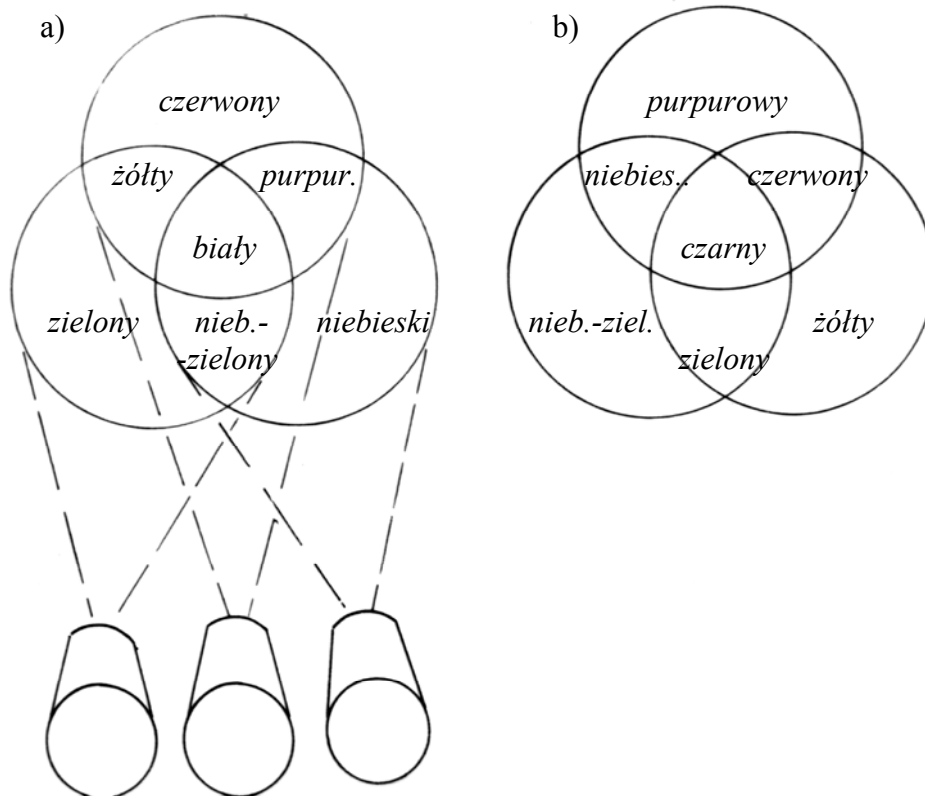 a)
czerwony
żółty
purpur.
biały
zielony
nieb.-
-zielony
niebieski
b)
purpurowy
niebies..
czerwony
czarny
nieb.-ziel.
żółty
zielony